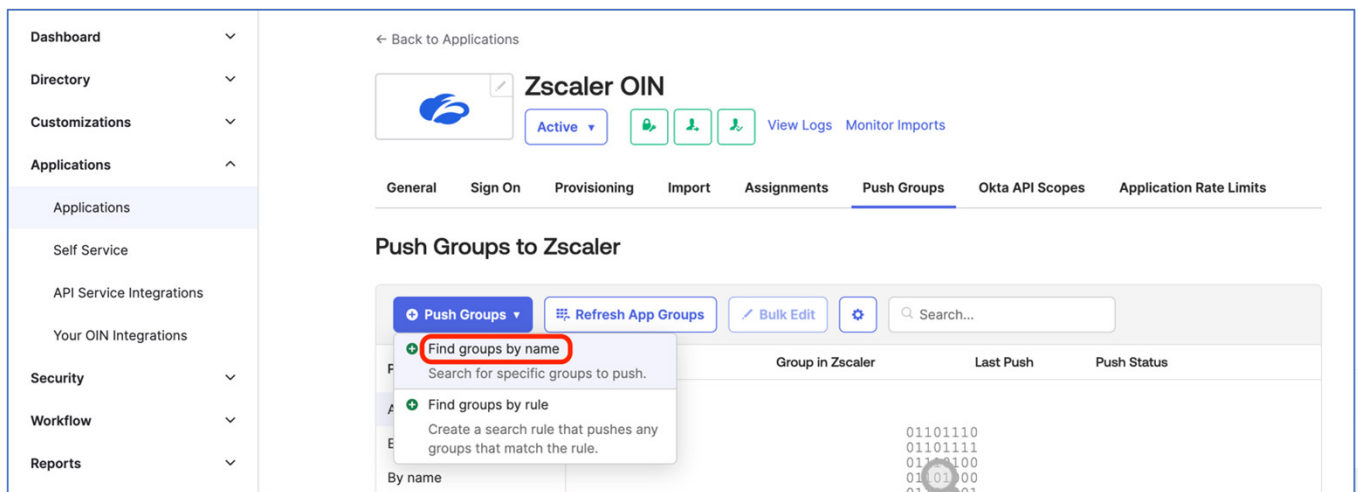 Dashboard
Directory
Customizations
Applications
Applications
Self Service
API Service Integrations
Your OIN Integrations
Security
Workflow
Reports
← Back to Applications
Zscaler OIN
Active ▾
View Logs Monitor Imports
General Sign On Provisioning Import Assignments Push Groups Okta API Scopes Application Rate Limits
Push Groups to Zscaler
Push Groups ▾ Refresh App Groups Bulk Edit Search...
Find groups by name
Search for specific groups to push.
Find groups by rule
Create a search rule that pushes any
groups that match the rule.
By name
Group in Zscaler Last Push Push Status
01101110
01101111